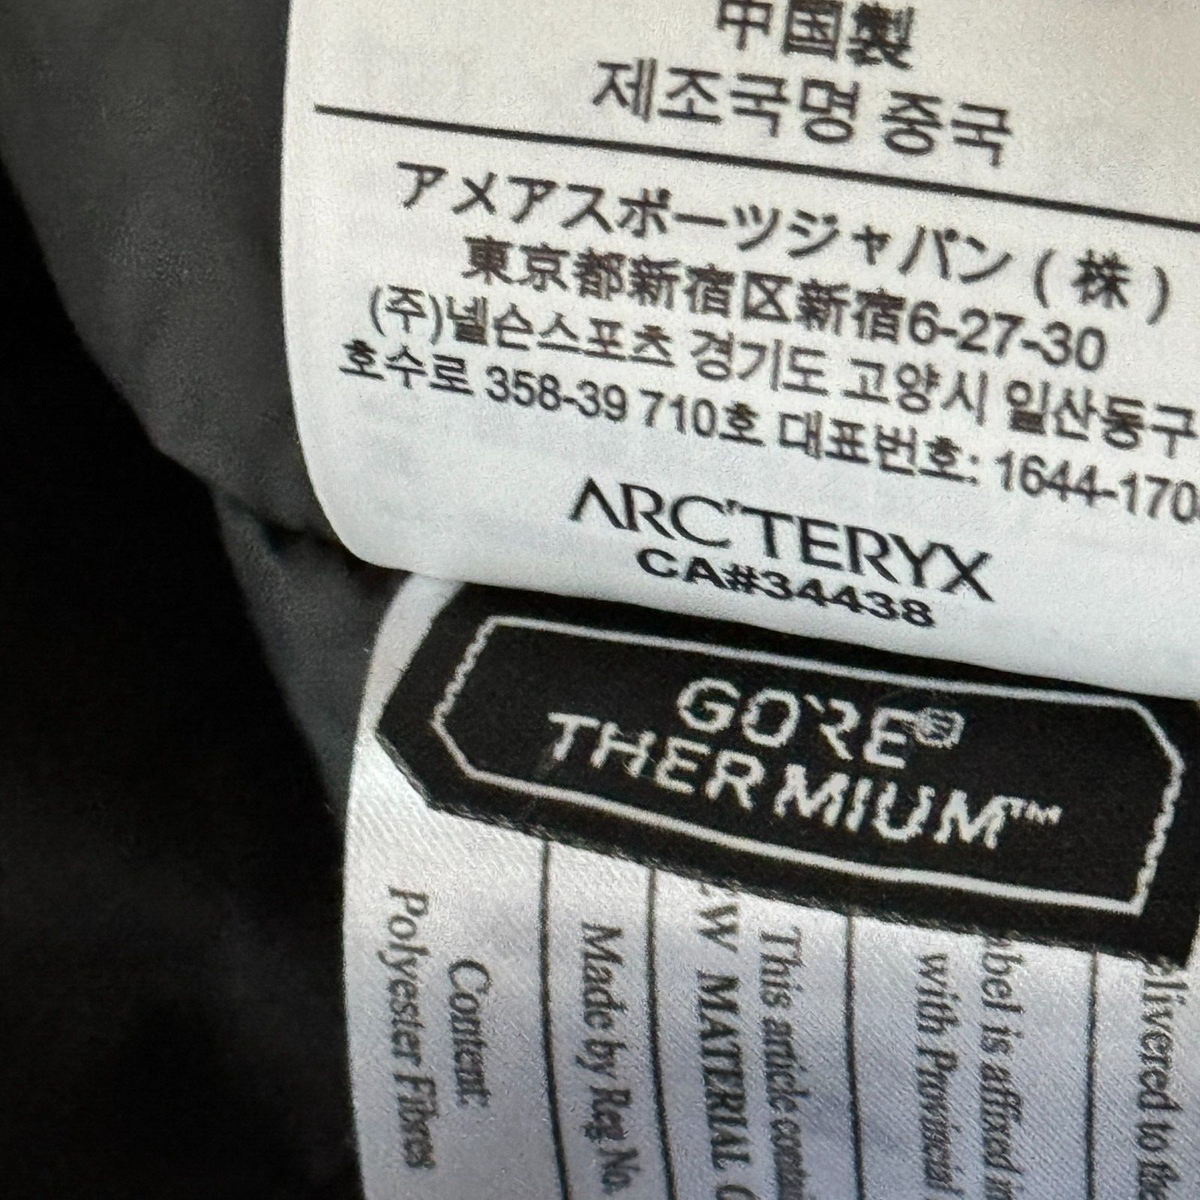 中国製
제조국명 중국
アメアスポーツジャパン（株）
東京都新宿区新宿6-27-30
(주)넬슨스포츠 경기도 고양시 일산동구
호수로 358-39 710호 대표번호: 1644-170
ARC'TERYX
CA#34438
GORE®
THERMIUM™
Content:
Polyester Fibres
Made by Reg No.
This article
W MATERIAL
label is affixed
with Provincial
delivered to